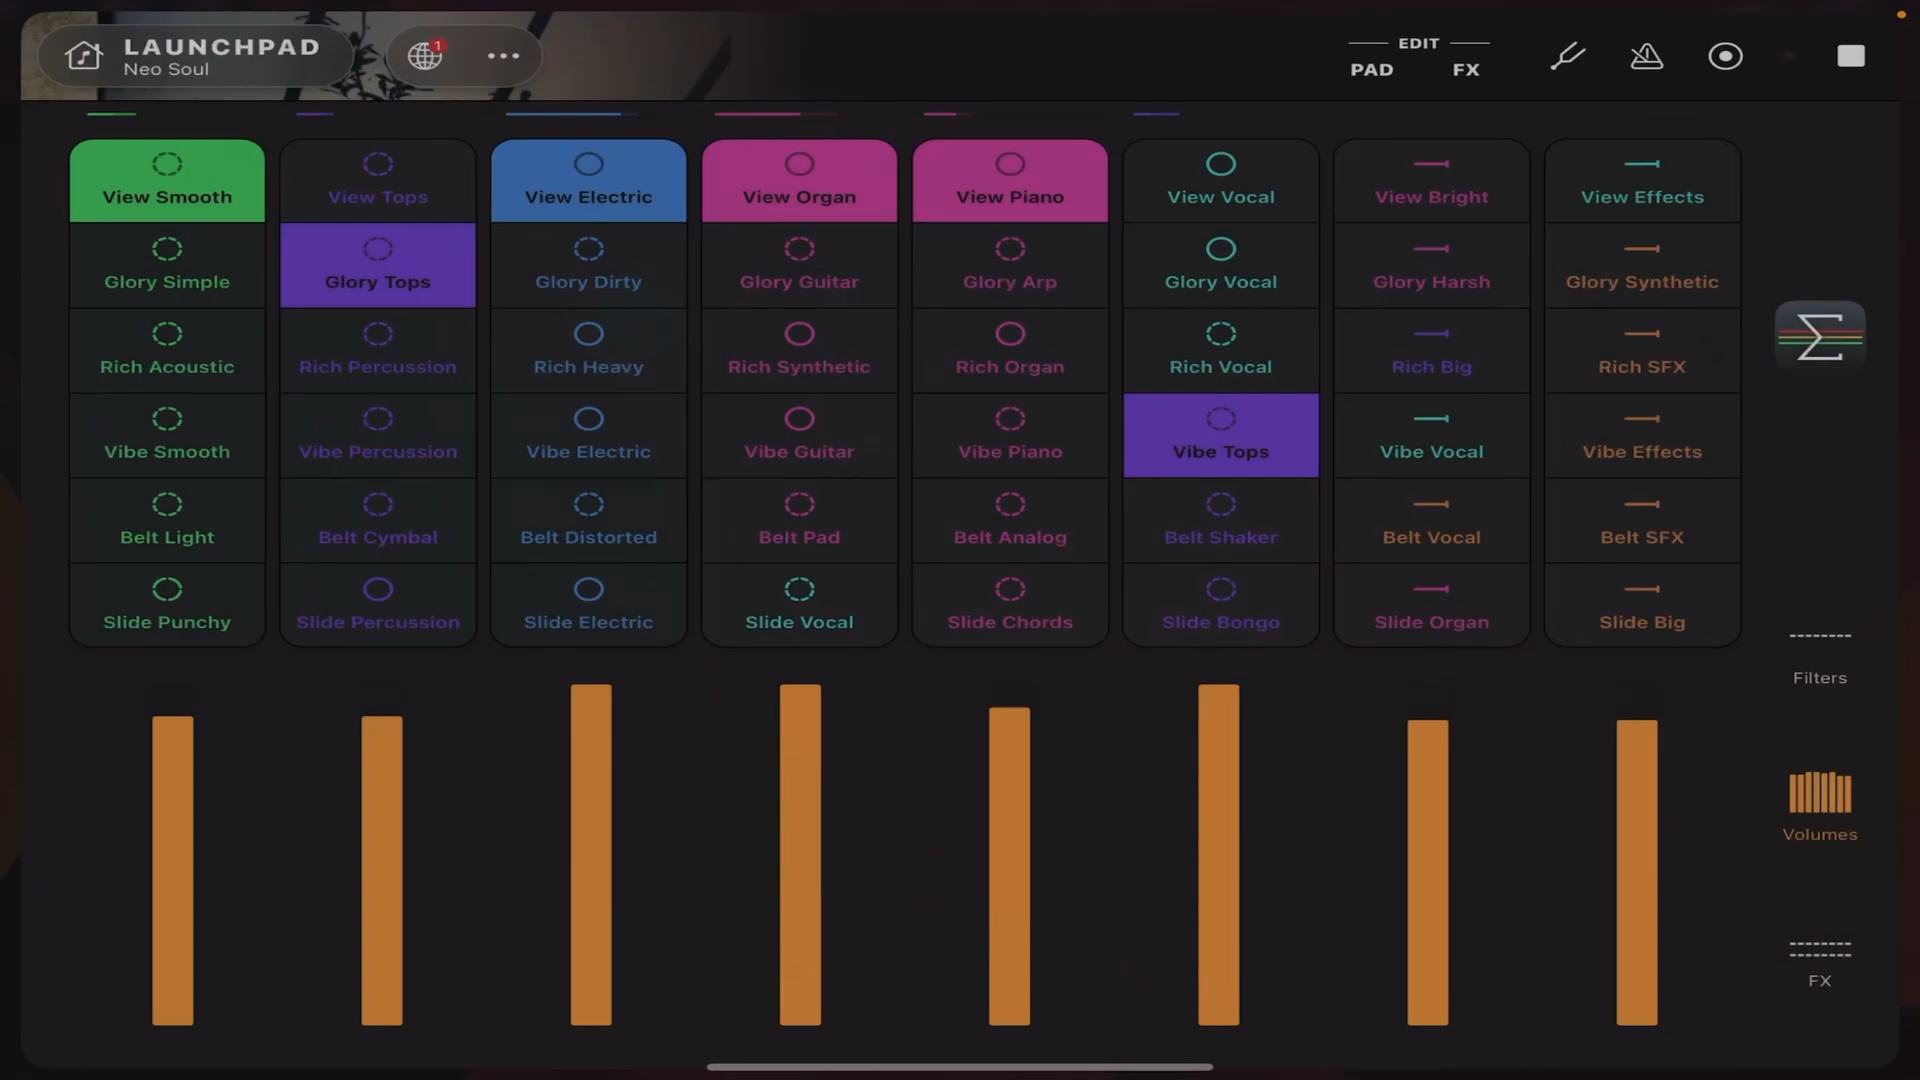 LAUNCHPAD
Neo Soul
1
EDIT
PAD FX
View Smooth View Tops View Electric View Organ View Piano View Vocal View Bright View Effects
Glory Simple Glory Tops Glory Dirty Glory Guitar Glory Arp Glory Vocal Glory Harsh Glory Synthetic
Rich Acoustic Rich Percussion Rich Heavy Rich Synthetic Rich Organ Rich Vocal Rich Big Rich SFX
Vibe Smooth Vibe Percussion Vibe Electric Vibe Guitar Vibe Piano Vibe Tops Vibe Vocal Vibe Effects
Belt Light Belt Cymbal Belt Distorted Belt Pad Belt Analog Belt Shaker Belt Vocal Belt SFX
Slide Punchy Slide Percussion Slide Electric Slide Vocal Slide Chords Slide Bongo Slide Organ Slide Big
Filters
Volumes
FX